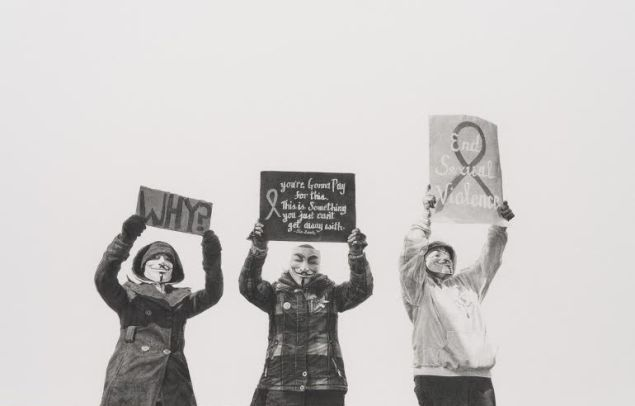 WHY?
you're Gonna Pay
for this.
This is Something
you just can't
get away with.
End
Sexual
Violence